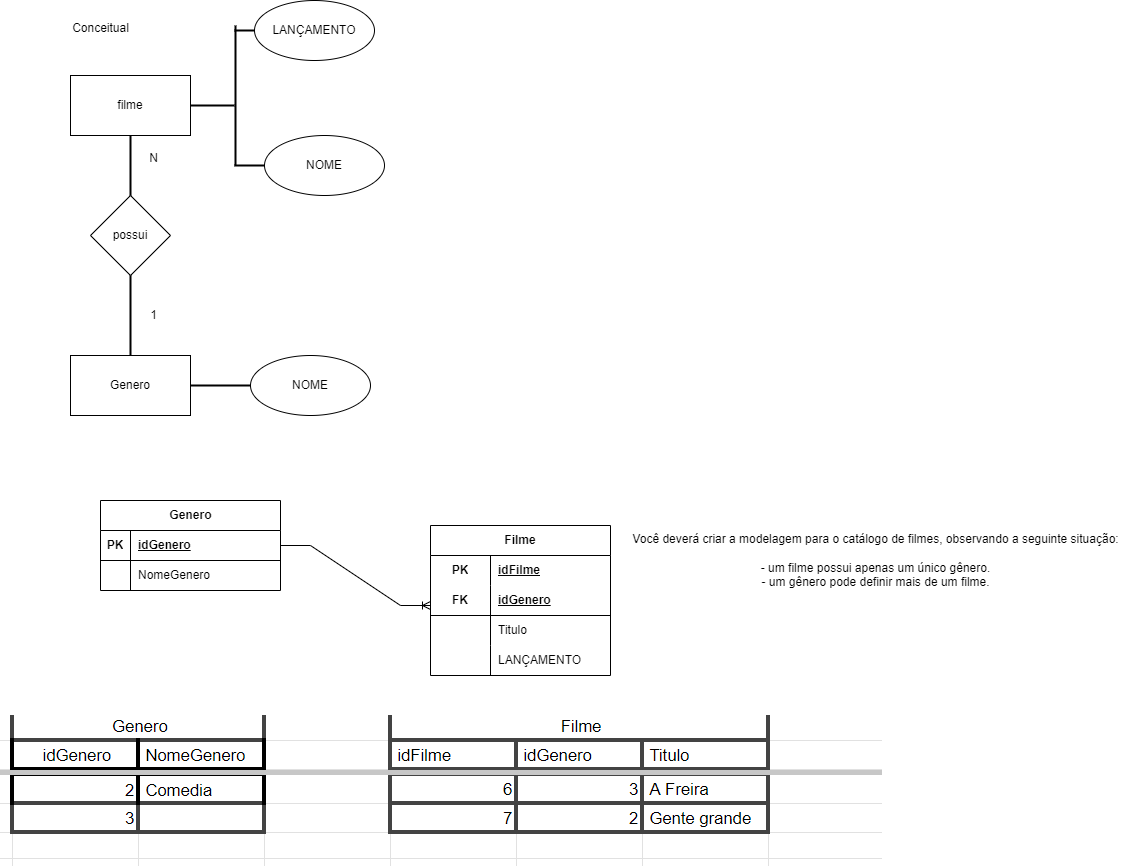 Conceitual
LANÇAMENTO
filme
N
NOME
possui
1
Genero
NOME
Genero
PK idGenero
NomeGenero
Filme
PK idFilme
FK idGenero
Titulo
LANÇAMENTO
Você deverá criar a modelagem para o catálogo de filmes, observando a seguinte situação:
- um filme possui apenas um único gênero.
- um gênero pode definir mais de um filme.
Genero
idGenero NomeGenero
2 Comedia
3
Filme
idFilme idGenero Titulo
6 3 A Freira
7 2 Gente grande